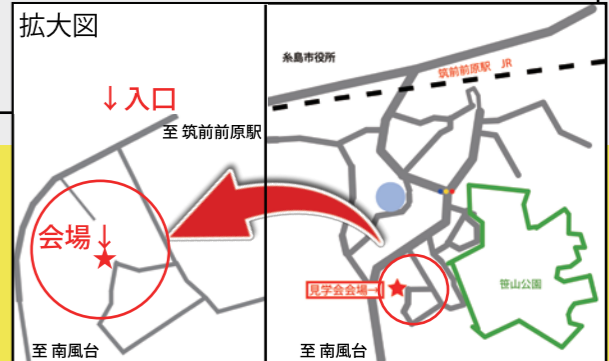 拡大図
↓入口
至 筑前前原駅
会場↓
至 南風台
糸島市役所
筑前前原駅 JR
見学会会場→
笹山公園
至 南風台